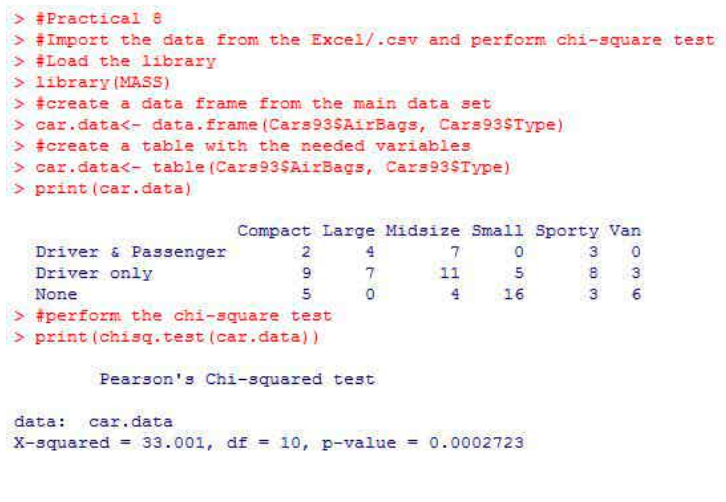 > #Practical 8
> #Import the data from the Excel/.csv and perform chi-square test
> #Load the library
> library(MASS)
> #create a data frame from the main data set
> car.data<- data.frame(Cars93$AirBags, Cars93$Type)
> #create a table with the needed variables
> car.data<- table(Cars93$AirBags, Cars93$Type)
> print(car.data)
Compact Large Midsize Small Sporty Van
Driver & Passenger 2 4 7 0 3 0
Driver only 9 7 11 5 8 3
None 5 0 4 16 3 6
> #perform the chi-square test
> print(chisq.test(car.data))
Pearson's Chi-squared test
data: car.data
X-squared = 33.001, df = 10, p-value = 0.0002723